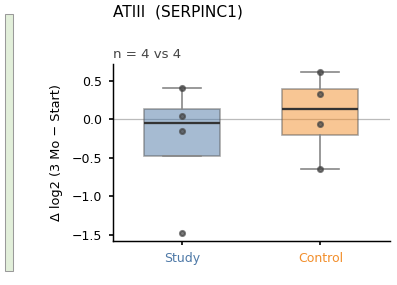 ATIII (SERPINC1)
n = 4 vs 4
Δ log2 (3 Mo − Start)
0.5
0.0
−0.5
−1.0
−1.5
Study
Control